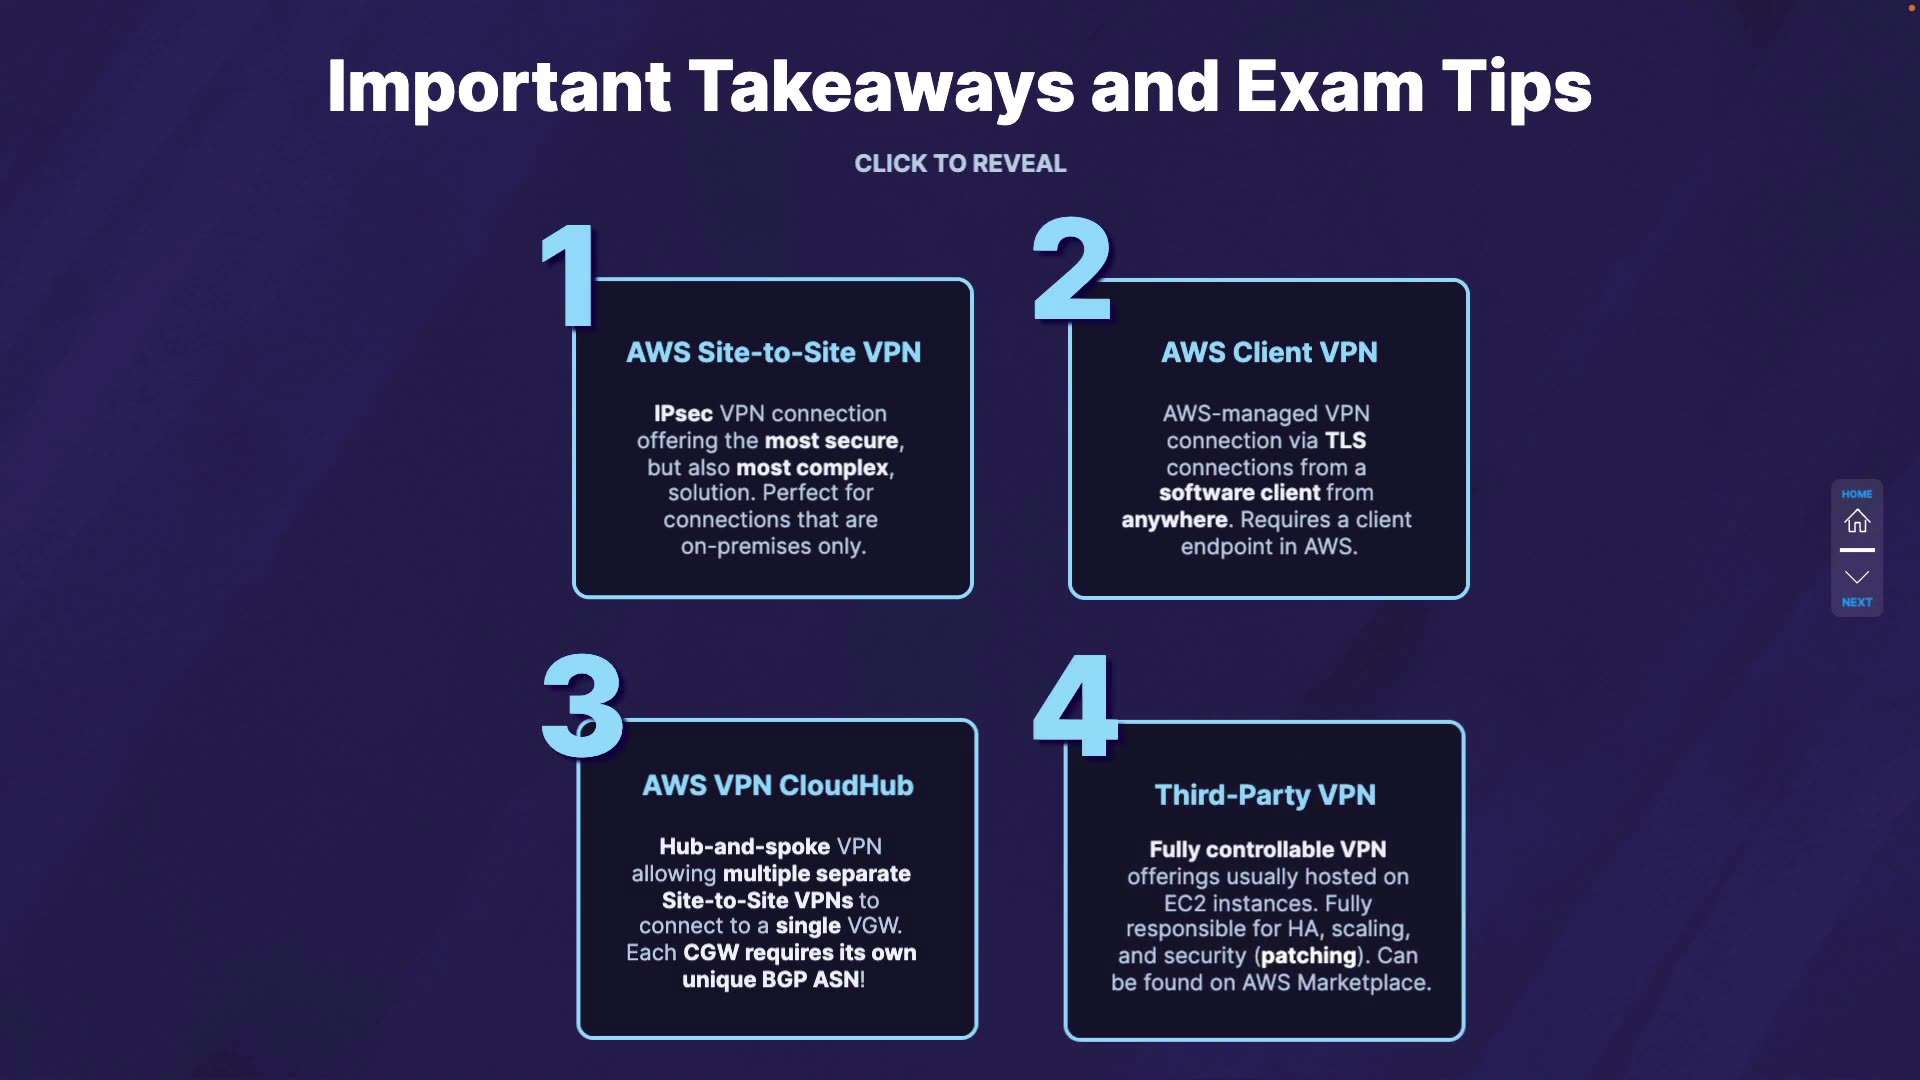 Important Takeaways and Exam Tips
CLICK TO REVEAL
1
AWS Site-to-Site VPN
IPsec VPN connection
offering the most secure,
but also most complex,
solution. Perfect for
connections that are
on-premises only.
2
AWS Client VPN
AWS-managed VPN
connection via TLS
connections from a
software client from
anywhere. Requires a client
endpoint in AWS.
3
AWS VPN CloudHub
Hub-and-spoke VPN
allowing multiple separate
Site-to-Site VPNs to
connect to a single VGW.
Each CGW requires its own
unique BGP ASN!
4
Third-Party VPN
Fully controllable VPN
offerings usually hosted on
EC2 instances. Fully
responsible for HA, scaling,
and security (patching). Can
be found on AWS Marketplace.
HOME
NEXT